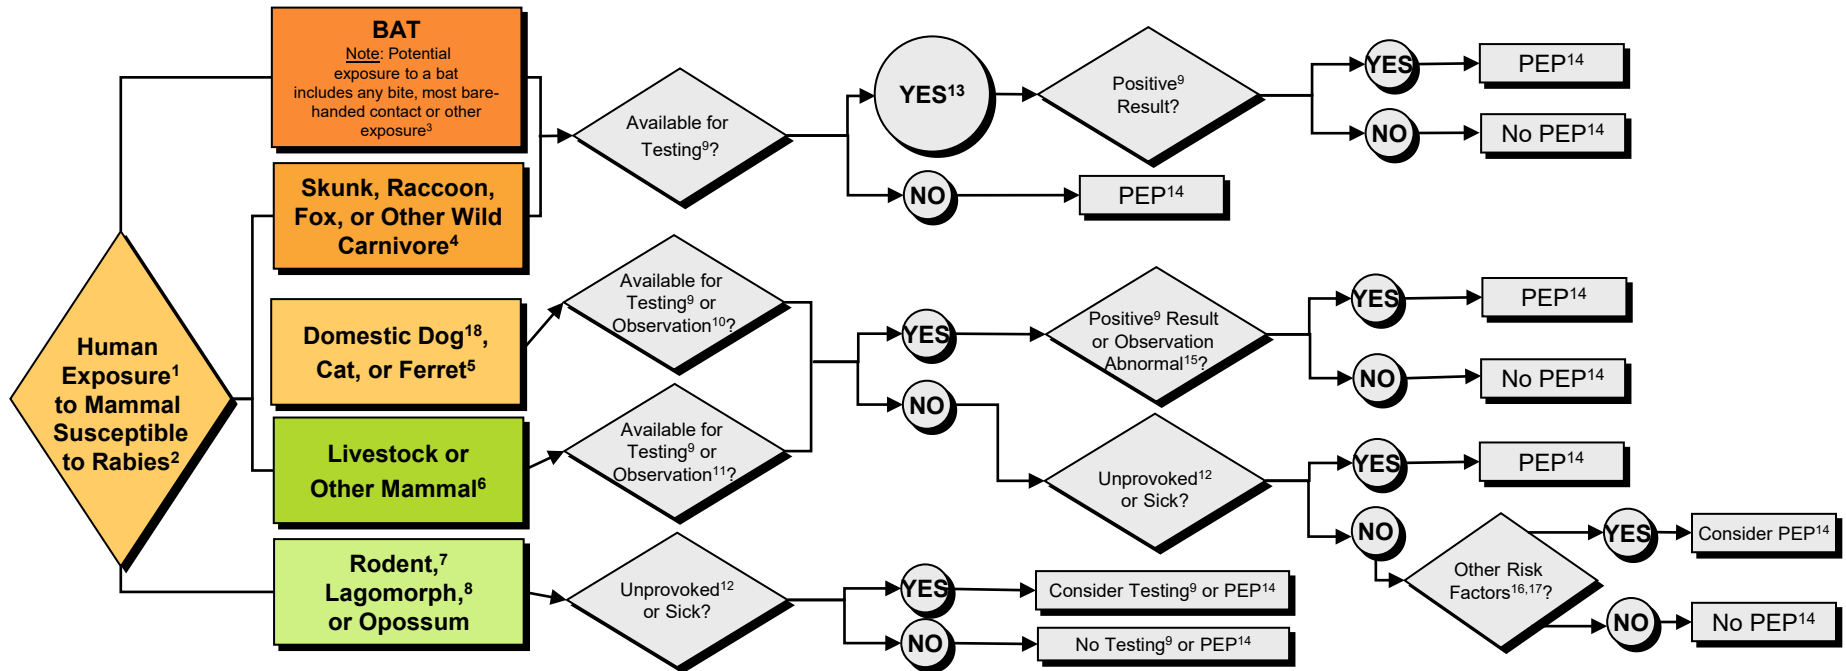 Human
Exposure¹
to Mammal
Susceptible
to Rabies²
BAT
Note: Potential
exposure to a bat
includes any bite, most bare-
handed contact or other
exposure³
Skunk, Raccoon,
Fox, or Other Wild
Carnivore⁴
Available for
Testing⁹?
YES¹³
Positive⁹
Result?
YES
PEP¹⁴
NO
No PEP¹⁴
NO
PEP¹⁴
Domestic Dog¹⁸,
Cat, or Ferret⁵
Available for
Testing⁹ or
Observation¹⁰?
Livestock or
Other Mammal⁶
Available for
Testing⁹ or
Observation¹¹?
YES
Positive⁹ Result
or Observation
Abnormal¹⁵?
YES
PEP¹⁴
NO
No PEP¹⁴
NO
Unprovoked¹²
or Sick?
YES
PEP¹⁴
NO
Other Risk
Factors¹⁶,¹⁷?
YES
Consider PEP¹⁴
NO
No PEP¹⁴
Rodent,⁷
Lagomorph,⁸
or Opossum
Unprovoked¹²
or Sick?
YES
Consider Testing⁹ or PEP¹⁴
NO
No Testing⁹ or PEP¹⁴